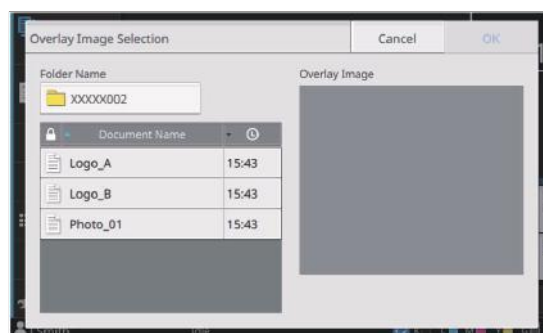 Overlay Image Selection
Cancel
OK
Folder Name
XXXXX002
Overlay Image
Document Name
Logo_A 15:43
Logo_B 15:43
Photo_01 15:43